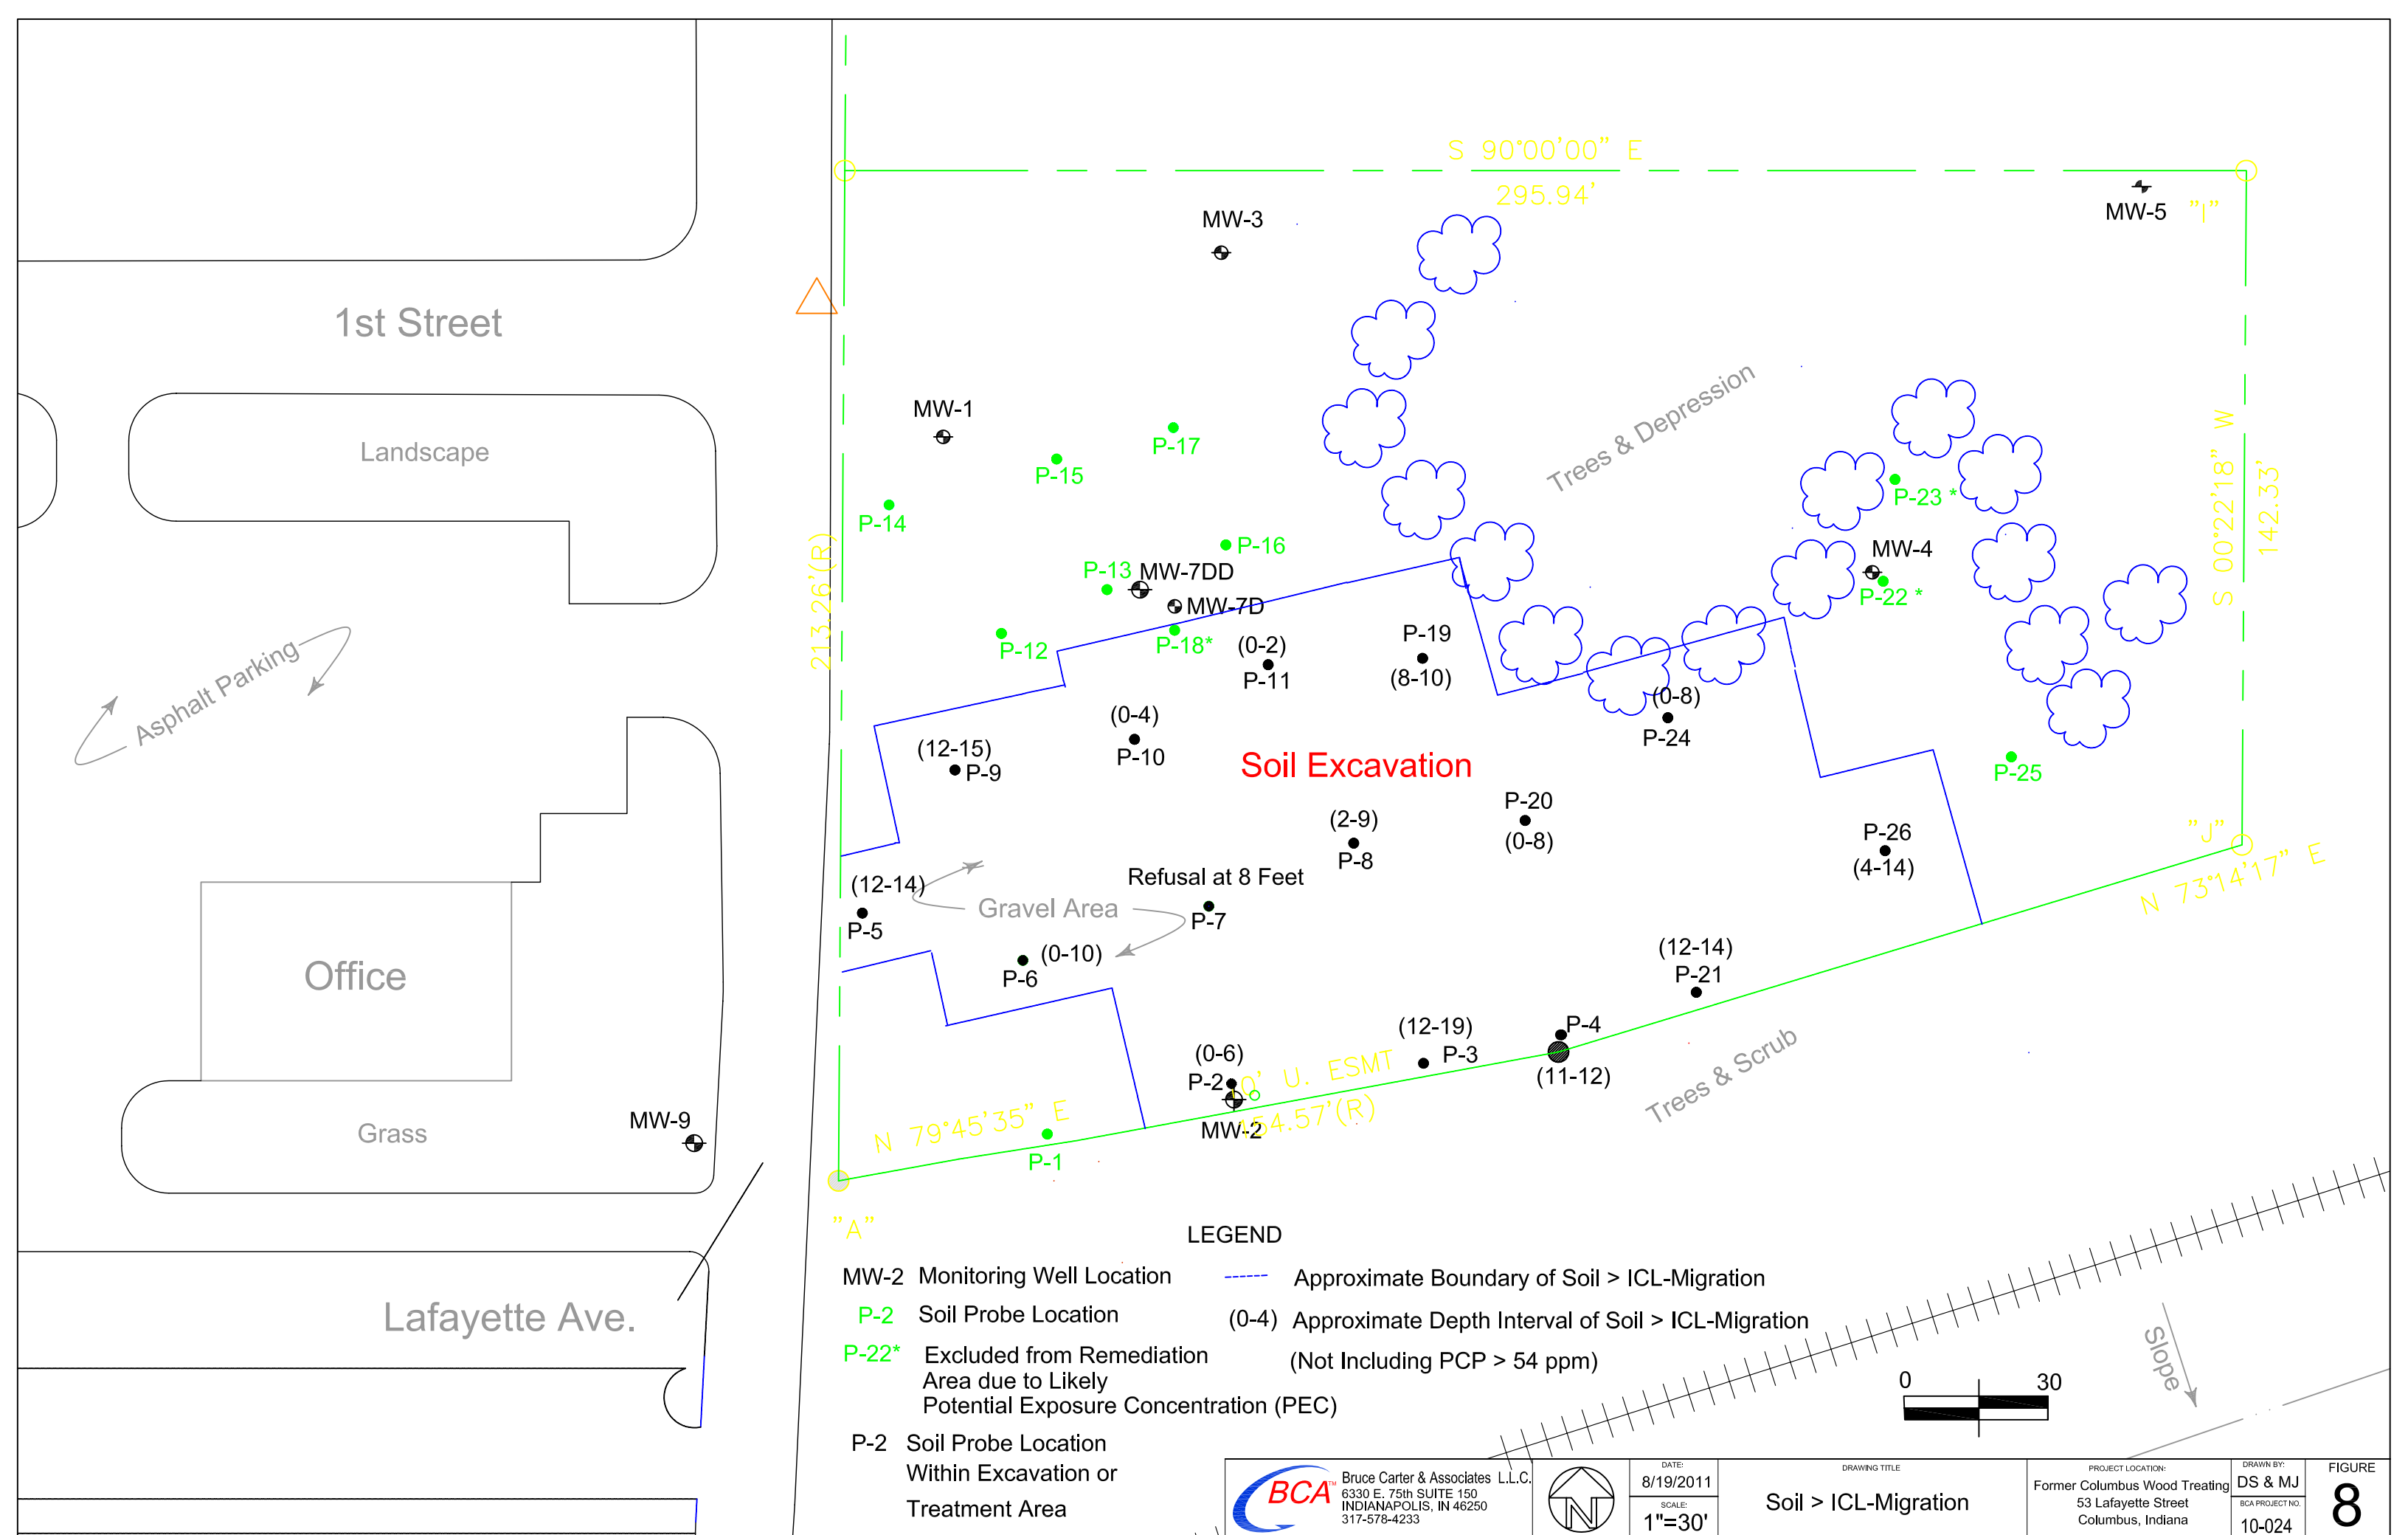 S 90°00'00" E
295.94'
MW-3
MW-5
"I"
1st Street
MW-1
Landscape
P-17
P-15
P-14
Trees & Depression
P-23 *
S 00°22'18" W
142.33'
213.26'(R)
P-16
P-13
MW-7DD
MW-7D
MW-4
P-22 *
P-12
P-18*
(0-2)
P-11
P-19
(8-10)
Asphalt Parking
(0-8)
P-24
(0-4)
P-10
(12-15)
P-9
Soil Excavation
P-25
P-20
(0-8)
(2-9)
P-8
P-26
(4-14)
"J"
N 73°14'17" E
Refusal at 8 Feet
P-7
(12-14)
P-5
Gravel Area
Office
(0-10)
P-6
(12-14)
P-21
(12-19)
P-3
P-4
(11-12)
(0-6)
P-2
0' U. ESMT
154.57'(R)
MW-2
N 79°45'35" E
P-1
Trees & Scrub
MW-9
Grass
"A"
LEGEND
MW-2 Monitoring Well Location
Approximate Boundary of Soil > ICL-Migration
P-2 Soil Probe Location
(0-4) Approximate Depth Interval of Soil > ICL-Migration
(Not Including PCP > 54 ppm)
P-22* Excluded from Remediation
Area due to Likely
Potential Exposure Concentration (PEC)
P-2 Soil Probe Location
Within Excavation or
Treatment Area
Lafayette Ave.
Slope
0 30
BCA™
Bruce Carter & Associates L.L.C.
6330 E. 75th SUITE 150
INDIANAPOLIS, IN 46250
317-578-4233
N
DATE:
8/19/2011
SCALE:
1"=30'
DRAWING TITLE
Soil > ICL-Migration
PROJECT LOCATION:
Former Columbus Wood Treating
53 Lafayette Street
Columbus, Indiana
DRAWN BY:
DS & MJ
BCA PROJECT NO.
10-024
FIGURE
8